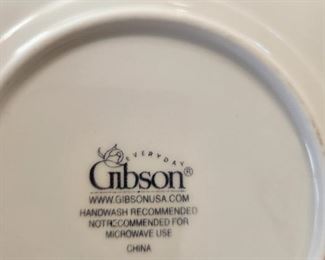 EVERYDAY
Gibson®
WWW.GIBSONUSA.COM
HANDWASH RECOMMENDED
NOT RECOMMENDED FOR
MICROWAVE USE
CHINA